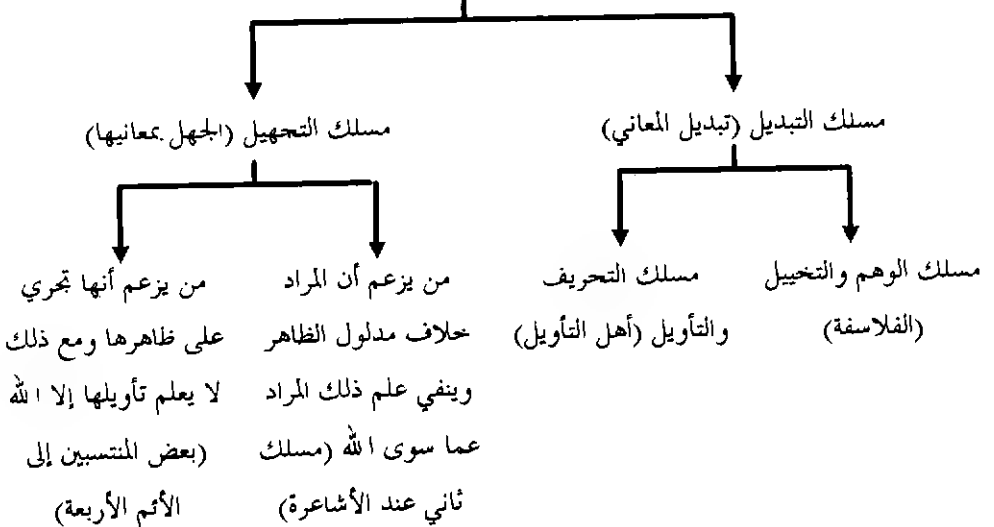 مسلك التبديل (تبديل المعاني)
مسلك التجهيل (الجهل بمعانيها)
مسلك الوهم والتخييل
(الفلاسفة)
مسلك التحريف
والتأويل (أهل التأويل)
من يزعم أن المراد
خلاف مدلول الظاهر
وينفي علم ذلك المراد
عما سوى الله (مسلك
ثاني عند الأشاعرة)
من يزعم أنها تجري
على ظاهرها ومع ذلك
لا يعلم تأويلها إلا الله
(بعض المنتسبين إلى
الأئم الأربعة)